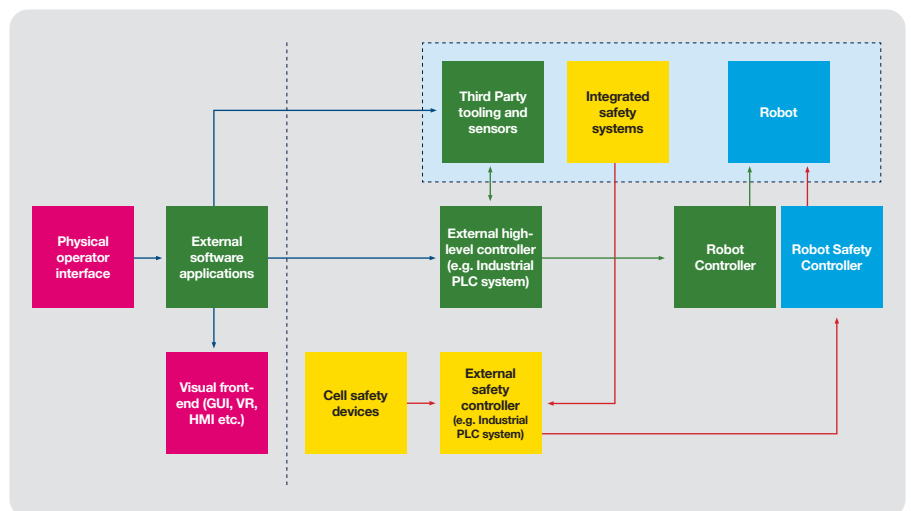 Third Party
tooling and
sensors
Integrated
safety
systems
Robot
Physical
operator
interface
External
software
applications
External high-
level controller
(e.g. Industrial
PLC system)
Robot
Controller
Robot Safety
Controller
Visual front-
end (GUI, VR,
HMI etc.)
Cell safety
devices
External
safety
controller
(e.g. Industrial
PLC system)